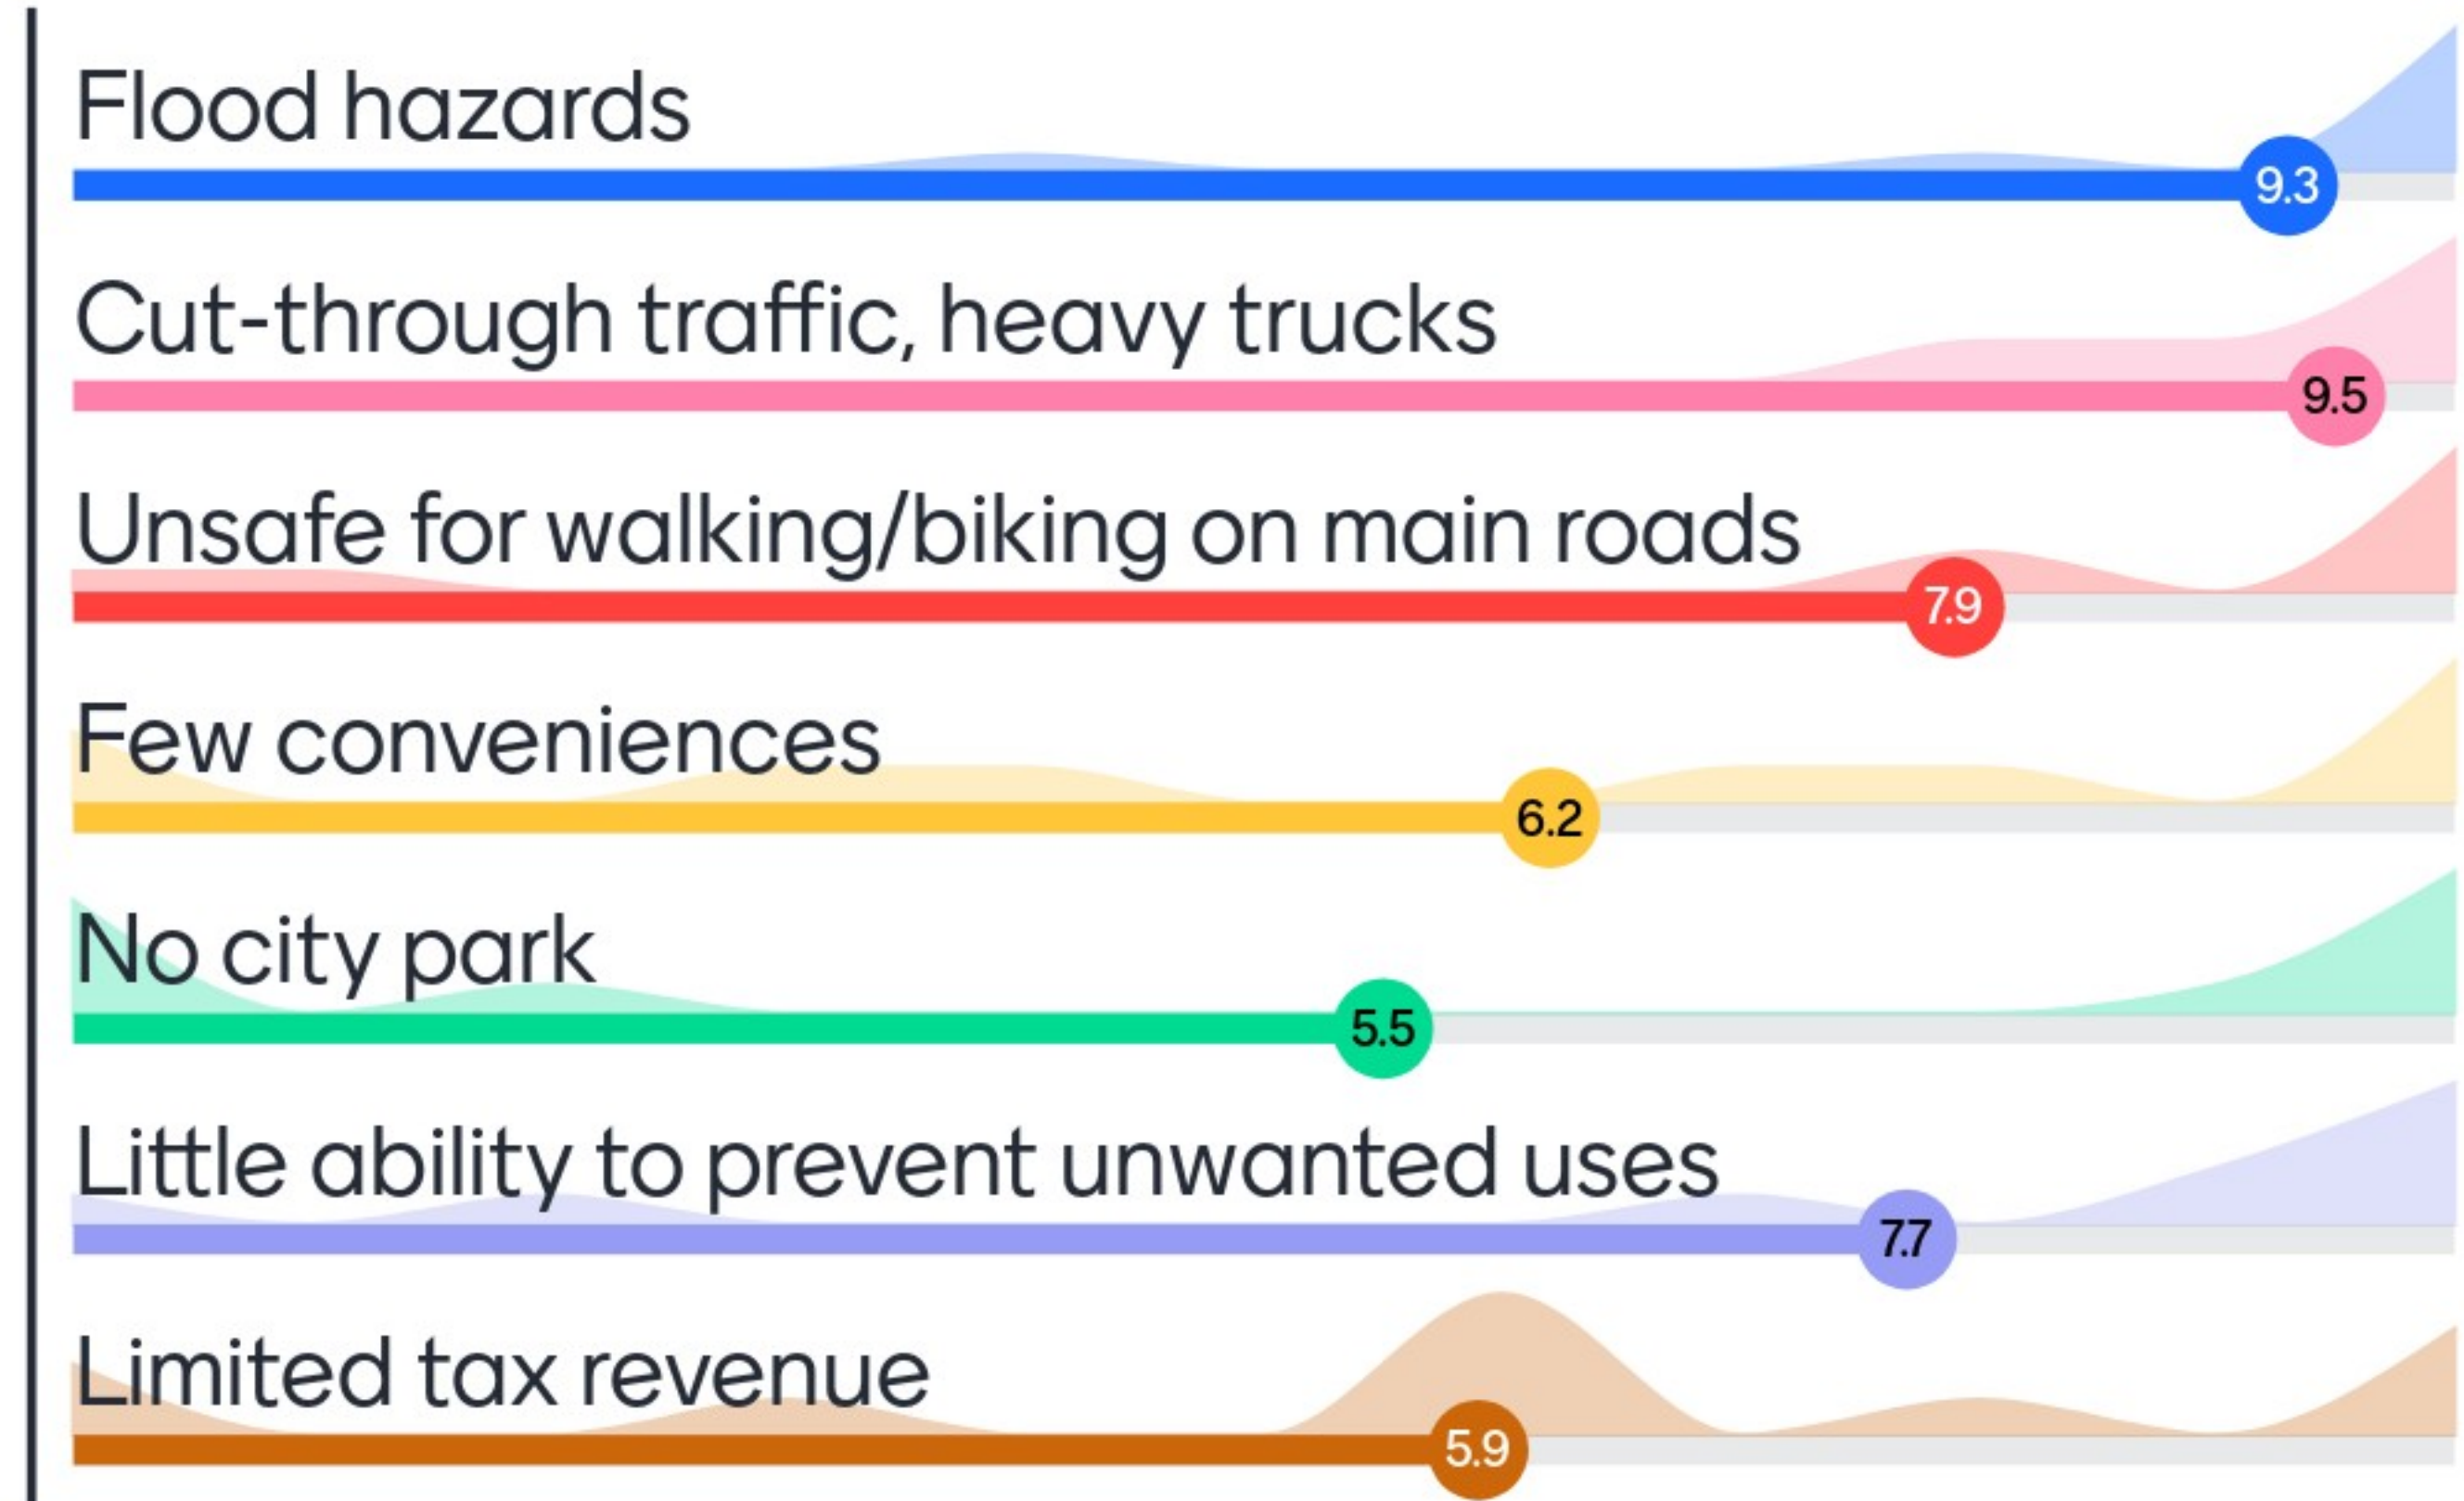 Flood hazards
9.3
Cut-through traffic, heavy trucks
9.5
Unsafe for walking/biking on main roads
7.9
Few conveniences
6.2
No city park
5.5
Little ability to prevent unwanted uses
7.7
Limited tax revenue
5.9